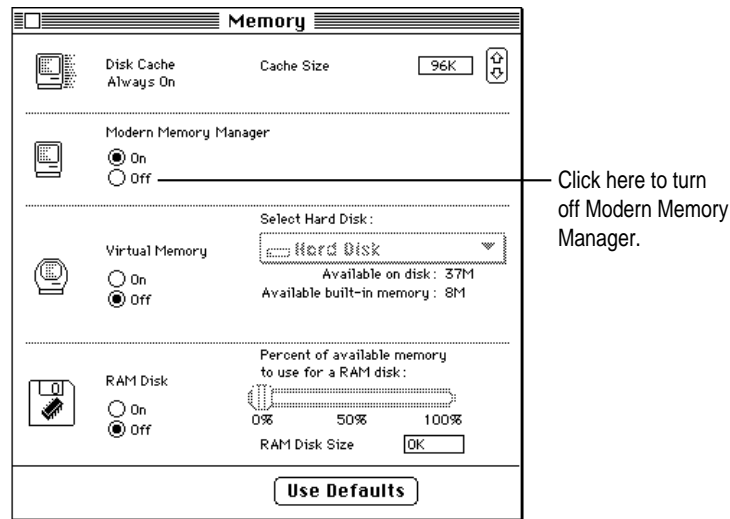 Memory
Disk Cache
Always On
Cache Size
96K
Modern Memory Manager
On
Off
Click here to turn
off Modern Memory
Manager.
Select Hard Disk:
Hard Disk
Virtual Memory
On
Off
Available on disk: 37M
Available built-in memory: 8M
Percent of available memory
to use for a RAM disk:
RAM Disk
On
Off
0% 50% 100%
RAM Disk Size
0K
Use Defaults